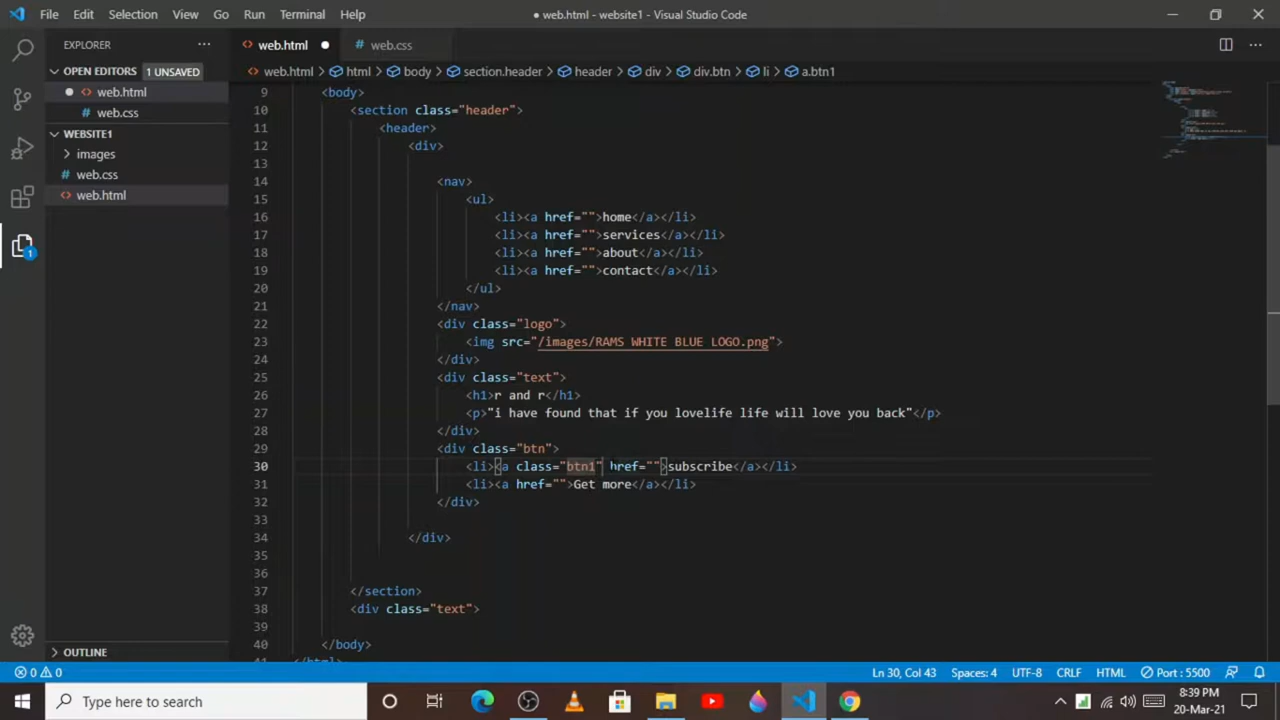 File Edit Selection View Go Run Terminal Help
● web.html - website1 - Visual Studio Code
EXPLORER ···
web.html ●
# web.css
OPEN EDITORS 1 UNSAVED
web.html > html > body > section.header > header > div > div.btn > li > a.btn1
● <> web.html
# web.css
WEBSITE1
images
# web.css
<> web.html
OUTLINE
9 <body>
10 <section class="header">
11 <header>
12 <div>
13
14 <nav>
15 <ul>
16 <li><a href="">home</a></li>
17 <li><a href="">services</a></li>
18 <li><a href="">about</a></li>
19 <li><a href="">contact</a></li>
20 </ul>
21 </nav>
22 <div class="logo">
23 <img src="/images/RAMS WHITE BLUE LOGO.png">
24 </div>
25 <div class="text">
26 <h1>r and r</h1>
27 <p>"i have found that if you lovelife life will love you back"</p>
28 </div>
29 <div class="btn">
30 <li><a class="btn1" href="">subscribe</a></li>
31 <li><a href="">Get more</a></li>
32 </div>
33
34 </div>
35
36
37 </section>
38 <div class="text">
39
40 </body>
41 </html>
1
0 0
Ln 30, Col 43 Spaces: 4 UTF-8 CRLF HTML Port : 5500
Type here to search
8:39 PM
20-Mar-21